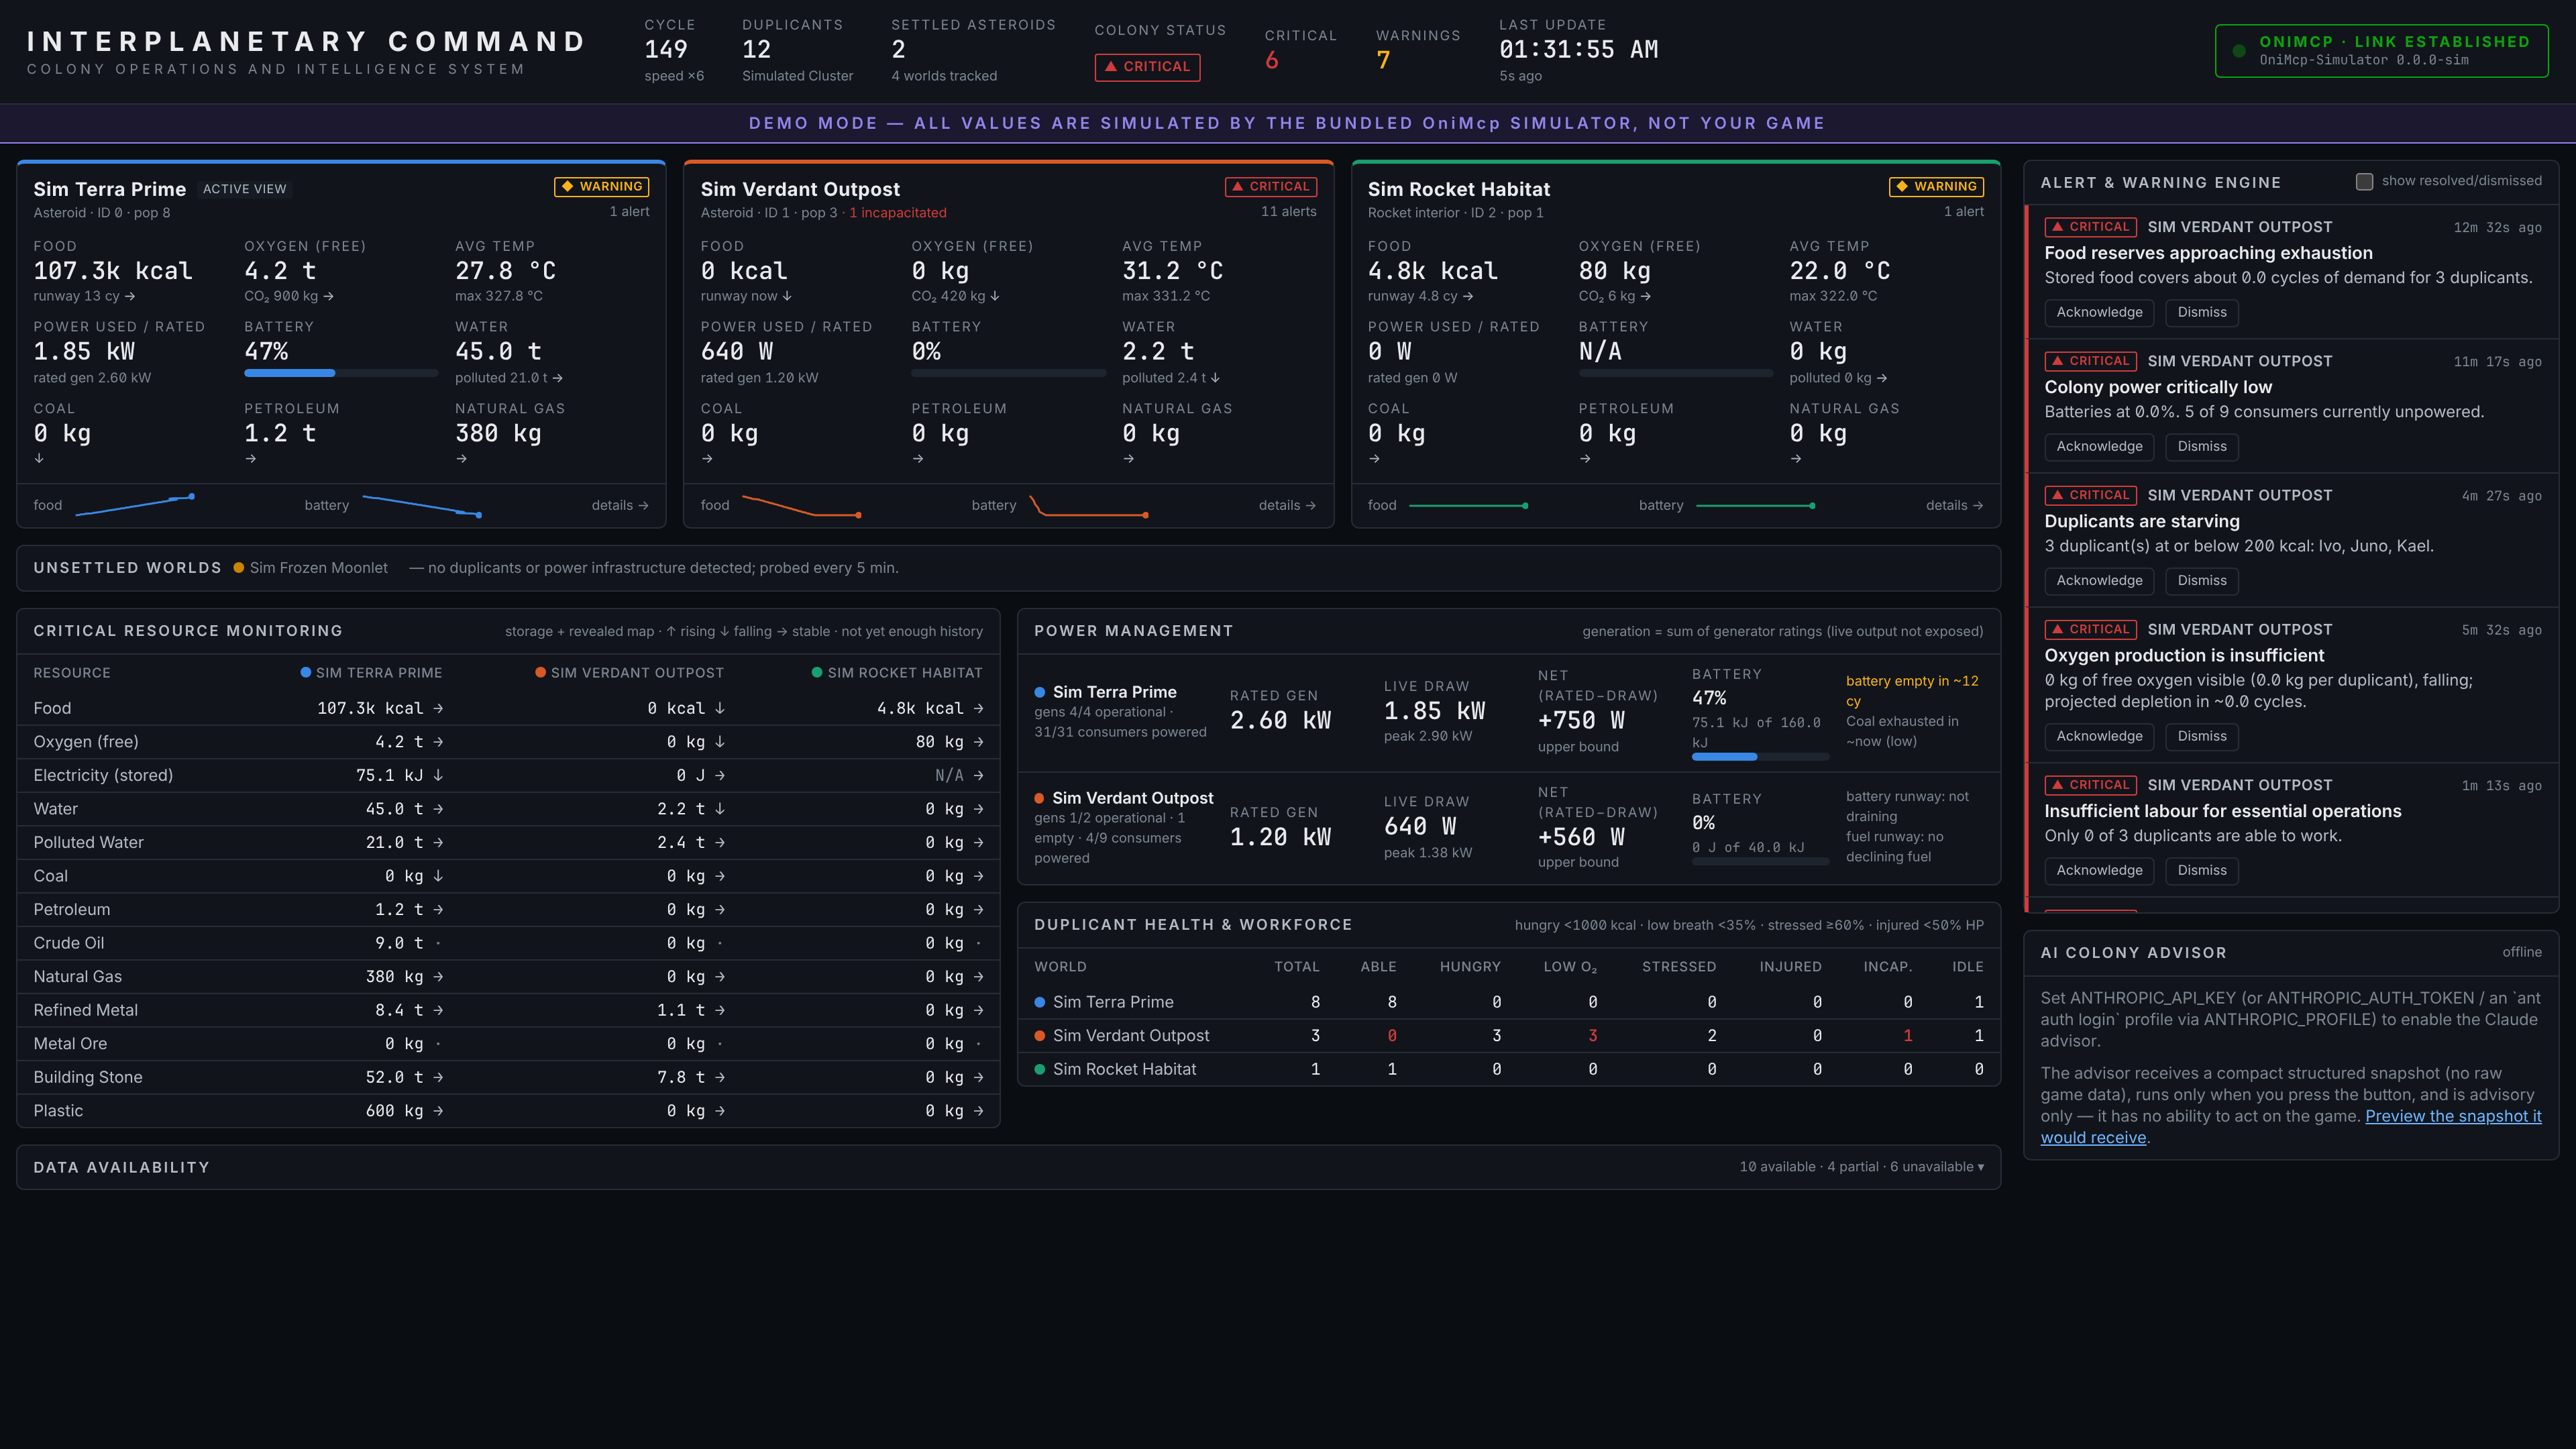 INTERPLANETARY COMMAND
COLONY OPERATIONS AND INTELLIGENCE SYSTEM
CYCLE
149
speed ×6
DUPLICANTS
12
Simulated Cluster
SETTLED ASTEROIDS
2
4 worlds tracked
COLONY STATUS
▲ CRITICAL
CRITICAL
6
WARNINGS
7
LAST UPDATE
01:31:55 AM
5s ago
ONIMCP · LINK ESTABLISHED
OniMcp-Simulator 0.0.0-sim
DEMO MODE — ALL VALUES ARE SIMULATED BY THE BUNDLED OniMcp SIMULATOR, NOT YOUR GAME
Sim Terra Prime ACTIVE VIEW ◆ WARNING
Asteroid · ID 0 · pop 8 1 alert
FOOD OXYGEN (FREE) AVG TEMP
107.3k kcal 4.2 t 27.8 °C
runway 13 cy → CO₂ 900 kg → max 327.8 °C
POWER USED / RATED BATTERY WATER
1.85 kW 47% 45.0 t
rated gen 2.60 kW polluted 21.0 t →
COAL PETROLEUM NATURAL GAS
0 kg 1.2 t 380 kg
↓ → →
food battery details →
Sim Verdant Outpost ▲ CRITICAL
Asteroid · ID 1 · pop 3 · 1 incapacitated 11 alerts
FOOD OXYGEN (FREE) AVG TEMP
0 kcal 0 kg 31.2 °C
runway now ↓ CO₂ 420 kg ↓ max 331.2 °C
POWER USED / RATED BATTERY WATER
640 W 0% 2.2 t
rated gen 1.20 kW polluted 2.4 t ↓
COAL PETROLEUM NATURAL GAS
0 kg 0 kg 0 kg
→ → →
food battery details →
Sim Rocket Habitat ◆ WARNING
Rocket interior · ID 2 · pop 1 1 alert
FOOD OXYGEN (FREE) AVG TEMP
4.8k kcal 80 kg 22.0 °C
runway 4.8 cy → CO₂ 6 kg → max 322.0 °C
POWER USED / RATED BATTERY WATER
0 W N/A 0 kg
rated gen 0 W polluted 0 kg →
COAL PETROLEUM NATURAL GAS
0 kg 0 kg 0 kg
→ → →
food battery details →
UNSETTLED WORLDS Sim Frozen Moonlet — no duplicants or power infrastructure detected; probed every 5 min.
CRITICAL RESOURCE MONITORING storage + revealed map · ↑ rising ↓ falling → stable · not yet enough history
RESOURCE SIM TERRA PRIME SIM VERDANT OUTPOST SIM ROCKET HABITAT
Food 107.3k kcal → 0 kcal ↓ 4.8k kcal →
Oxygen (free) 4.2 t → 0 kg ↓ 80 kg →
Electricity (stored) 75.1 kJ ↓ 0 J → N/A →
Water 45.0 t → 2.2 t ↓ 0 kg →
Polluted Water 21.0 t → 2.4 t → 0 kg →
Coal 0 kg ↓ 0 kg → 0 kg →
Petroleum 1.2 t → 0 kg → 0 kg →
Crude Oil 9.0 t · 0 kg · 0 kg ·
Natural Gas 380 kg → 0 kg → 0 kg →
Refined Metal 8.4 t → 1.1 t → 0 kg →
Metal Ore 0 kg · 0 kg · 0 kg ·
Building Stone 52.0 t → 7.8 t → 0 kg →
Plastic 600 kg → 0 kg → 0 kg →
POWER MANAGEMENT generation = sum of generator ratings (live output not exposed)
Sim Terra Prime
gens 4/4 operational ·
31/31 consumers powered
RATED GEN
2.60 kW
LIVE DRAW
1.85 kW
peak 2.90 kW
NET
(RATED−DRAW)
+750 W
upper bound
BATTERY
47%
75.1 kJ of 160.0
kJ
battery empty in ~12
cy
Coal exhausted in
~now (low)
Sim Verdant Outpost
gens 1/2 operational · 1
empty · 4/9 consumers
powered
RATED GEN
1.20 kW
LIVE DRAW
640 W
peak 1.38 kW
NET
(RATED−DRAW)
+560 W
upper bound
BATTERY
0%
0 J of 40.0 kJ
battery runway: not
draining
fuel runway: no
declining fuel
DUPLICANT HEALTH & WORKFORCE hungry <1000 kcal · low breath <35% · stressed ≥60% · injured <50% HP
WORLD TOTAL ABLE HUNGRY LOW O₂ STRESSED INJURED INCAP. IDLE
Sim Terra Prime 8 8 0 0 0 0 0 1
Sim Verdant Outpost 3 0 3 3 2 0 1 1
Sim Rocket Habitat 1 1 0 0 0 0 0 0
DATA AVAILABILITY 10 available · 4 partial · 6 unavailable ▾
ALERT & WARNING ENGINE show resolved/dismissed
▲ CRITICAL SIM VERDANT OUTPOST 12m 32s ago
Food reserves approaching exhaustion
Stored food covers about 0.0 cycles of demand for 3 duplicants.
Acknowledge Dismiss
▲ CRITICAL SIM VERDANT OUTPOST 11m 17s ago
Colony power critically low
Batteries at 0.0%. 5 of 9 consumers currently unpowered.
Acknowledge Dismiss
▲ CRITICAL SIM VERDANT OUTPOST 4m 27s ago
Duplicants are starving
3 duplicant(s) at or below 200 kcal: Ivo, Juno, Kael.
Acknowledge Dismiss
▲ CRITICAL SIM VERDANT OUTPOST 5m 32s ago
Oxygen production is insufficient
0 kg of free oxygen visible (0.0 kg per duplicant), falling;
projected depletion in ~0.0 cycles.
Acknowledge Dismiss
▲ CRITICAL SIM VERDANT OUTPOST 1m 13s ago
Insufficient labour for essential operations
Only 0 of 3 duplicants are able to work.
Acknowledge Dismiss
AI COLONY ADVISOR offline
Set ANTHROPIC_API_KEY (or ANTHROPIC_AUTH_TOKEN / an `ant
auth login` profile via ANTHROPIC_PROFILE) to enable the Claude
advisor.
The advisor receives a compact structured snapshot (no raw
game data), runs only when you press the button, and is advisory
only — it has no ability to act on the game. Preview the snapshot it
would receive.